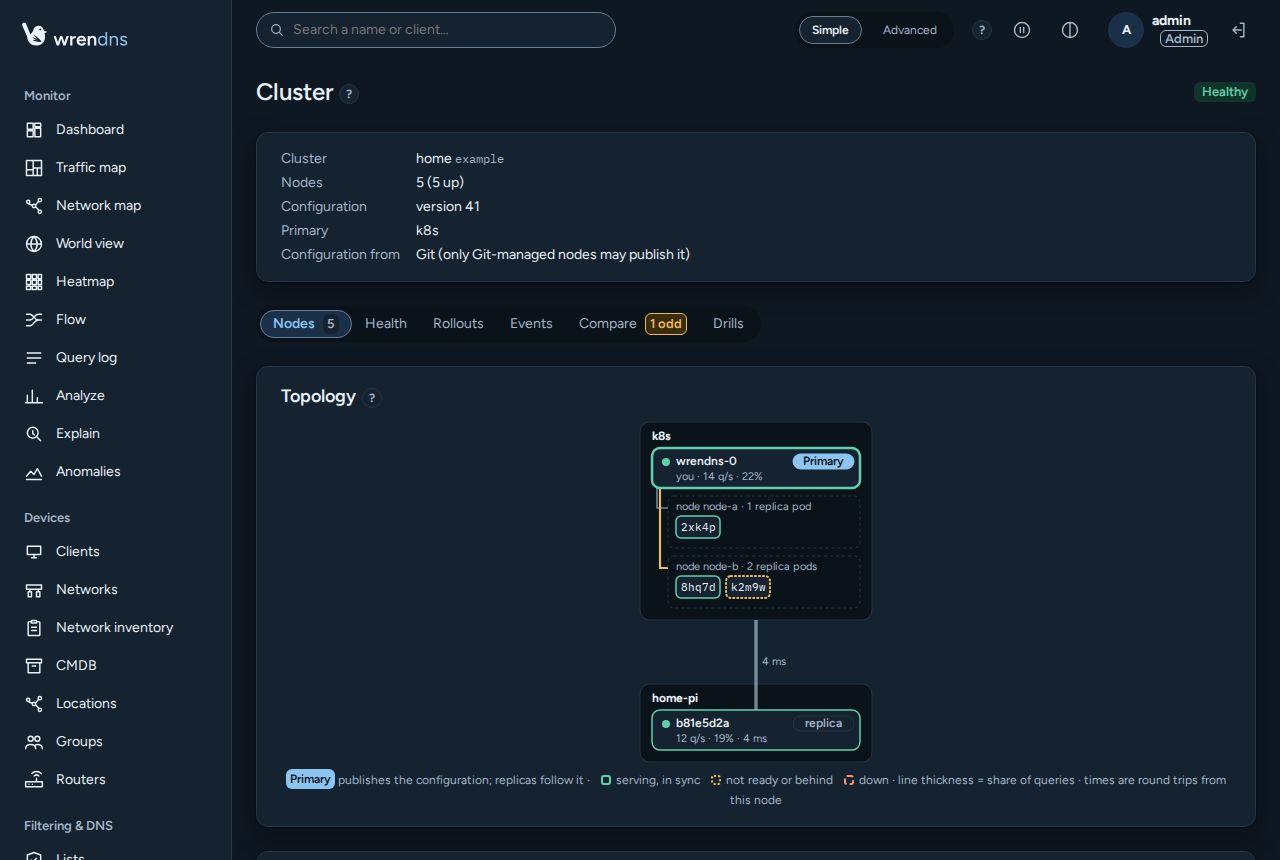 wrendns
Search a name or client...
Simple
Advanced
?
A
admin
Admin
Monitor
Dashboard
Traffic map
Network map
World view
Heatmap
Flow
Query log
Analyze
Explain
Anomalies
Devices
Clients
Networks
Network inventory
CMDB
Locations
Groups
Routers
Filtering & DNS
Lists
Cluster ?
Healthy
Cluster home example
Nodes 5 (5 up)
Configuration version 41
Primary k8s
Configuration from Git (only Git-managed nodes may publish it)
Nodes 5
Health
Rollouts
Events
Compare 1 odd
Drills
Topology ?
k8s
wrendns-0 Primary
you · 14 q/s · 22%
node node-a · 1 replica pod
2xk4p
node node-b · 2 replica pods
8hq7d k2m9w
4 ms
home-pi
b81e5d2a replica
12 q/s · 19% · 4 ms
Primary publishes the configuration; replicas follow it · serving, in sync not ready or behind down · line thickness = share of queries · times are round trips from
this node